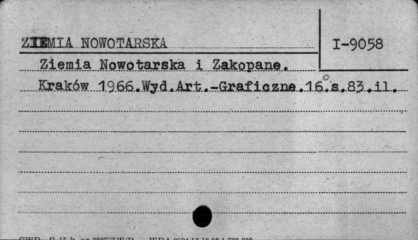 ZIEMIA NOWOTARSKA
I-9058
Ziemia Nowotarska i Zakopane.
Kraków 1966.Wyd.Art.-Graficzne.16° s.83.il.